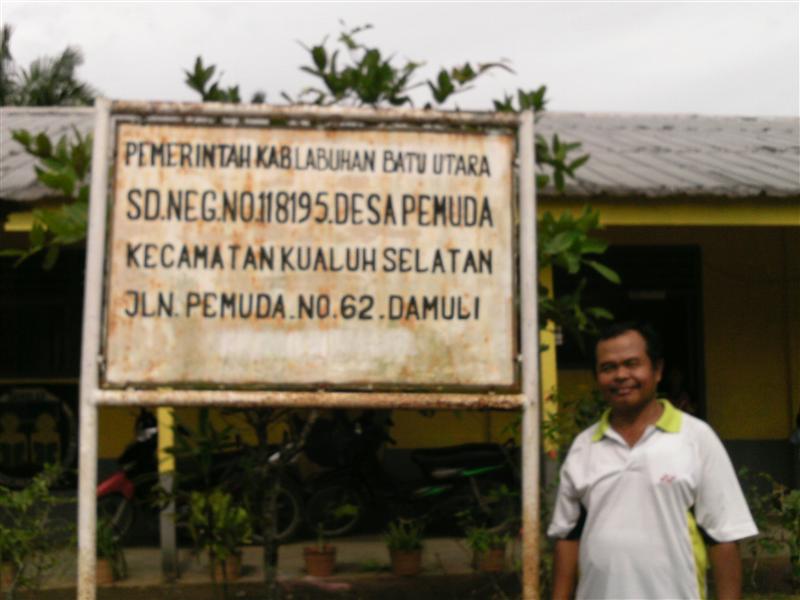 PEMERINTAH KAB.LABUHAN BATU UTARA
SD.NEG.NO.118195.DESA PEMUDA
KECAMATAN KUALUH SELATAN
JLN. PEMUDA.NO.62.DAMULI